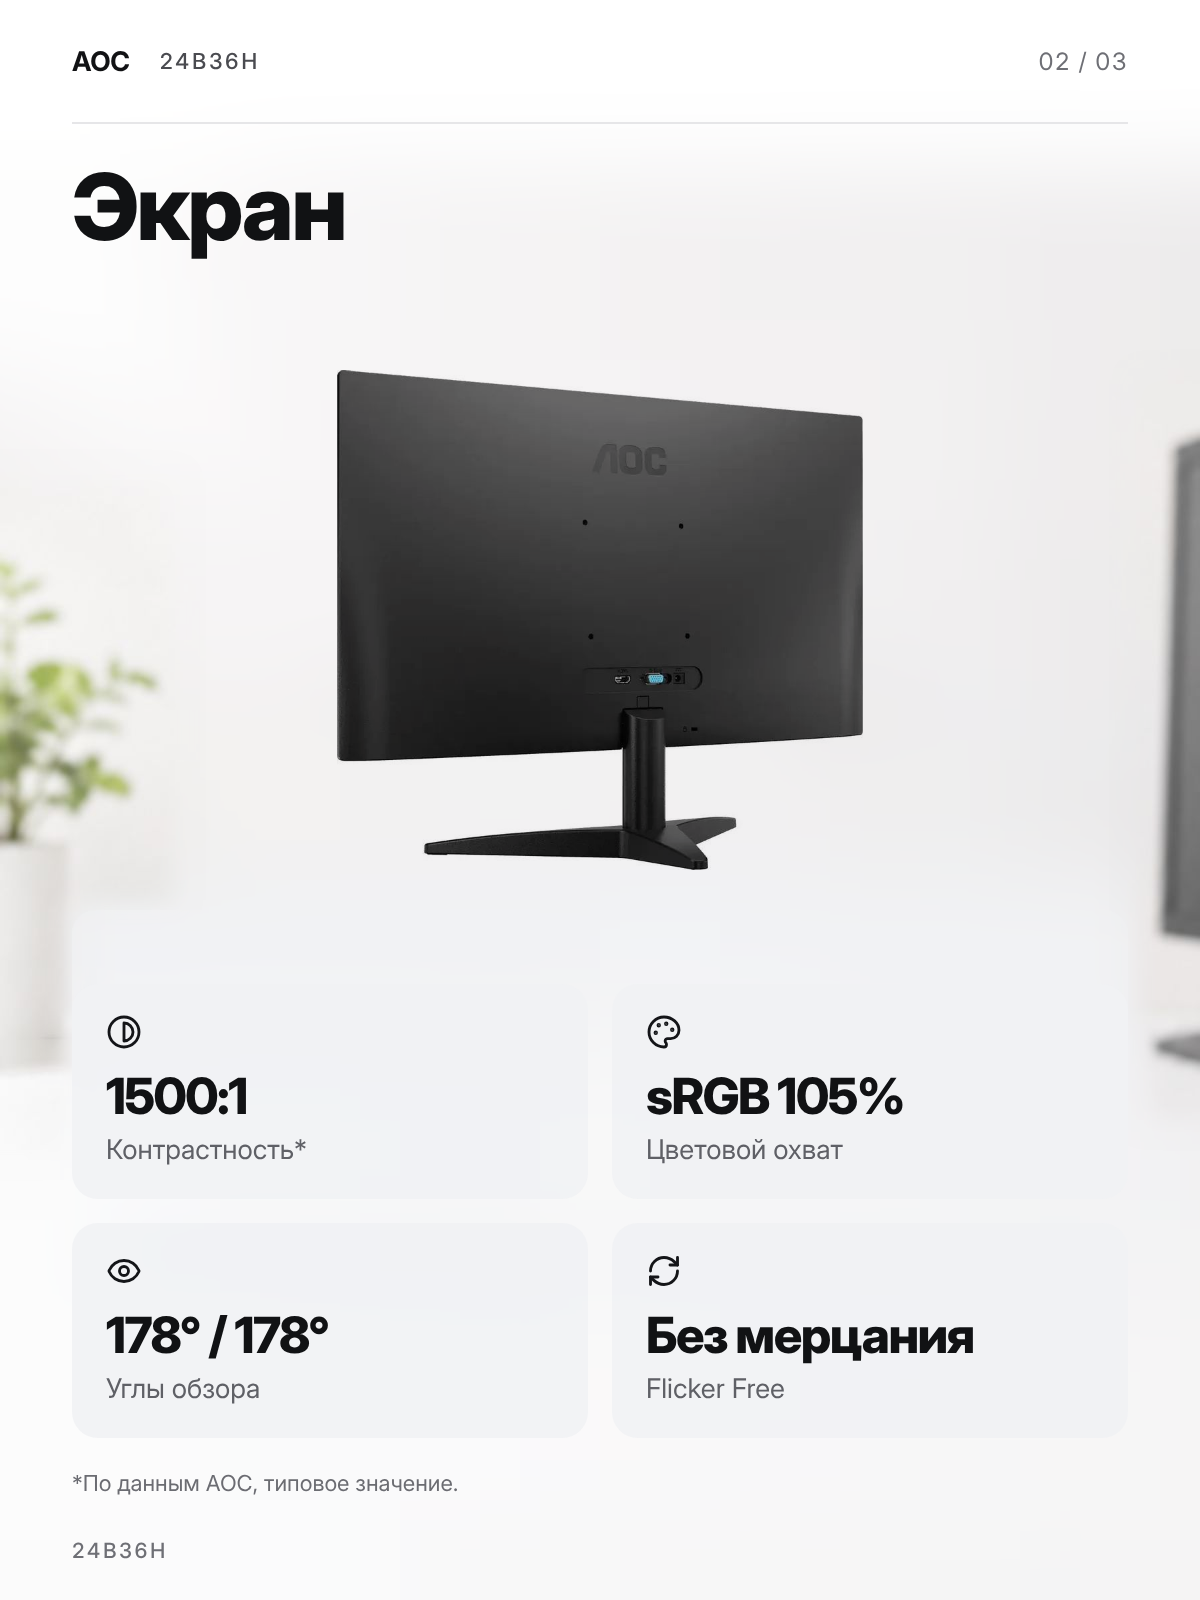 AOC 24B36H 02 / 03
Экран
AOC
1500:1
Контрастность*
sRGB 105%
Цветовой охват
178° / 178°
Углы обзора
Без мерцания
Flicker Free
*По данным AOC, типовое значение.
24B36H